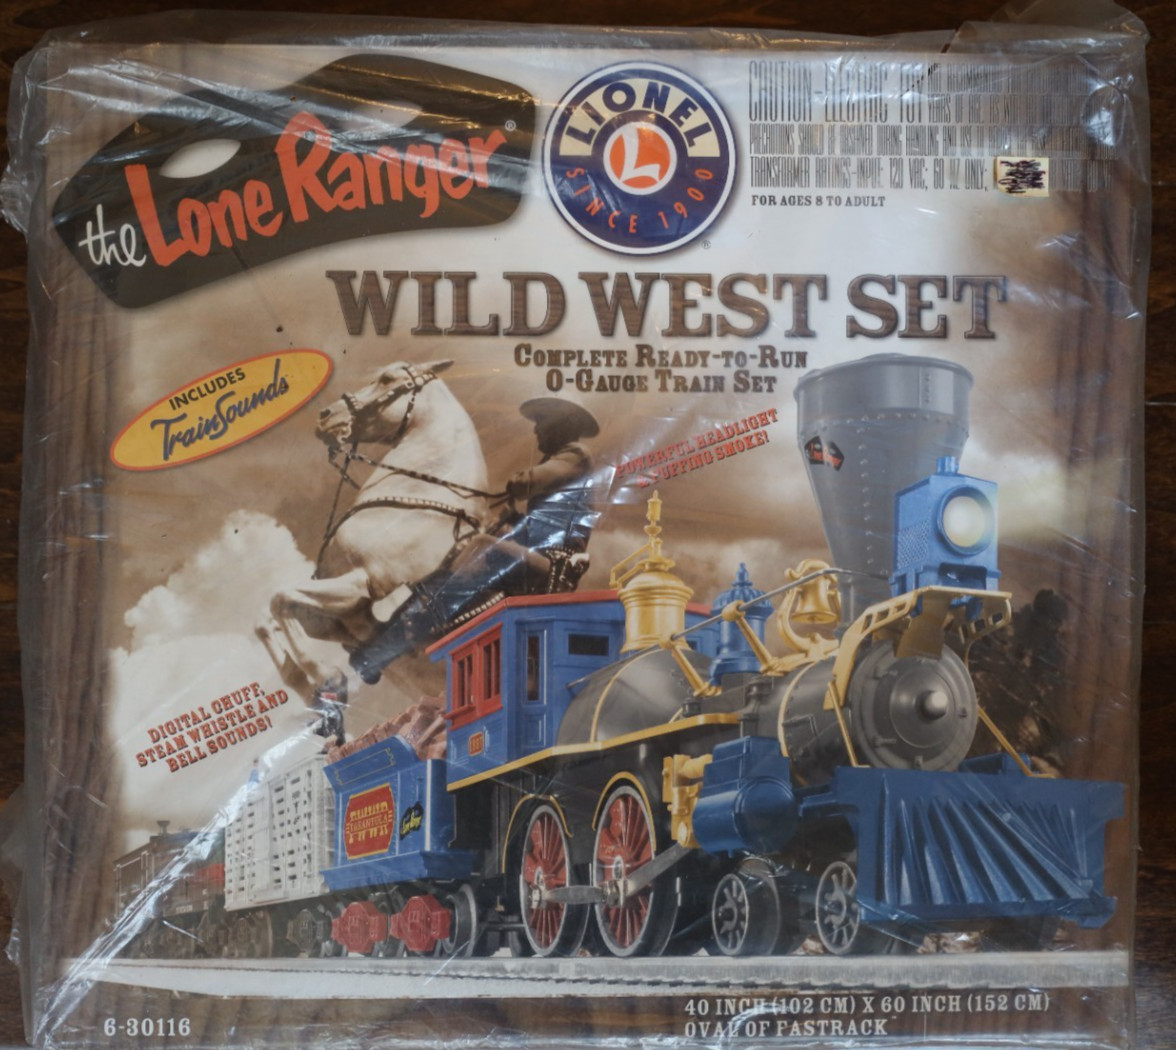 the Lone Ranger®
LIONEL
L
SINCE 1900
®
CAUTION-ELECTRIC TOY
TRANSFORMER RATINGS-INPUT: 120 VAC; 60 HZ ONLY;
FOR AGES 8 TO ADULT
WILD WEST SET
COMPLETE READY-TO-RUN
O-GAUGE TRAIN SET
INCLUDES
TrainSounds
POWERFUL HEADLIGHT
& PUFFING SMOKE!
DIGITAL CHUFF,
STEAM WHISTLE AND
BELL SOUNDS!
TARANTULA
6-30116
40 INCH (102 CM) X 60 INCH (152 CM)
OVAL OF FASTRACK